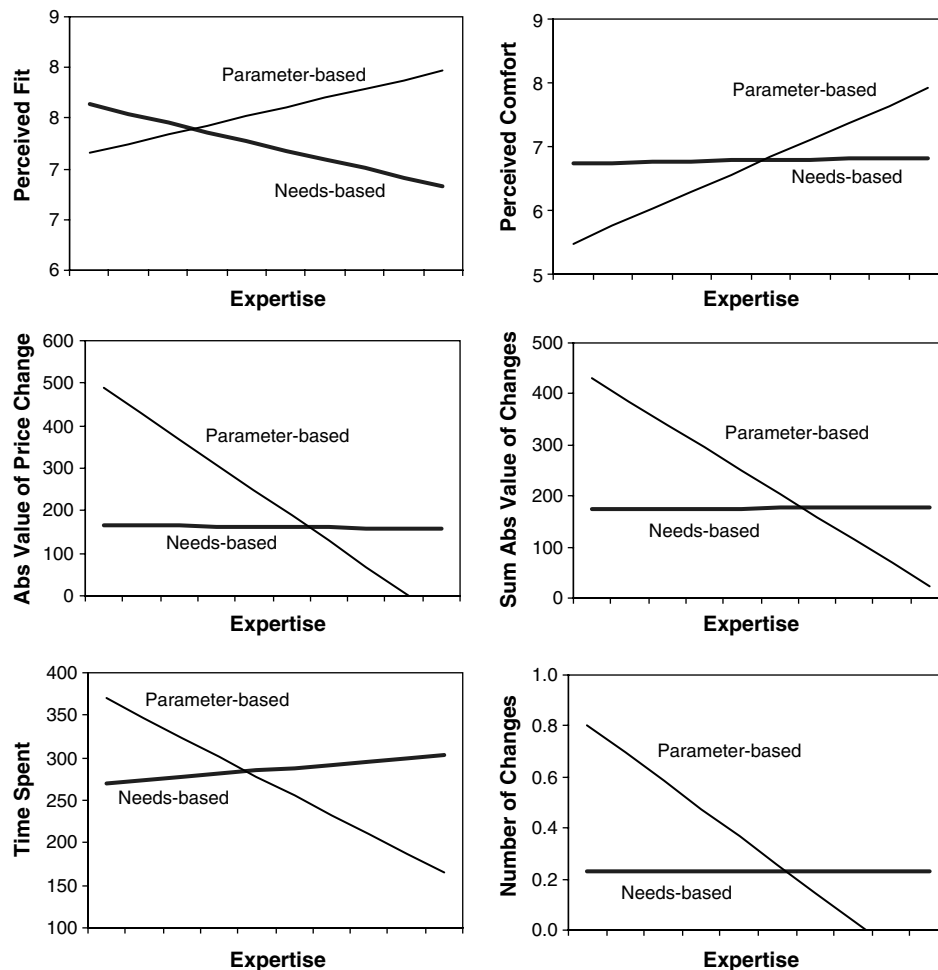 Perceived Fit
9
8
8
7
7
6
Parameter-based
Needs-based
Expertise
Perceived Comfort
9
8
7
6
5
Parameter-based
Needs-based
Expertise
Abs Value of Price Change
600
500
400
300
200
100
0
Parameter-based
Needs-based
Expertise
Sum Abs Value of Changes
500
400
300
200
100
0
Parameter-based
Needs-based
Expertise
Time Spent
400
350
300
250
200
150
100
Parameter-based
Needs-based
Expertise
Number of Changes
1.0
0.8
0.6
0.4
0.2
0.0
Parameter-based
Needs-based
Expertise